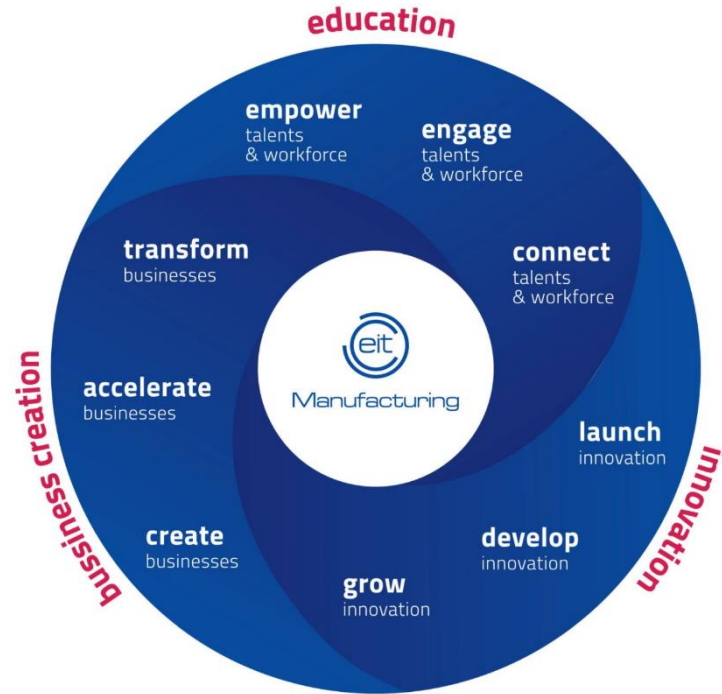 education
empower
talents
& workforce
engage
talents
& workforce
connect
talents
& workforce
launch
innovation
develop
innovation
grow
innovation
innovation
create
businesses
accelerate
businesses
transform
businesses
bussiness creation
eit
Manufacturing